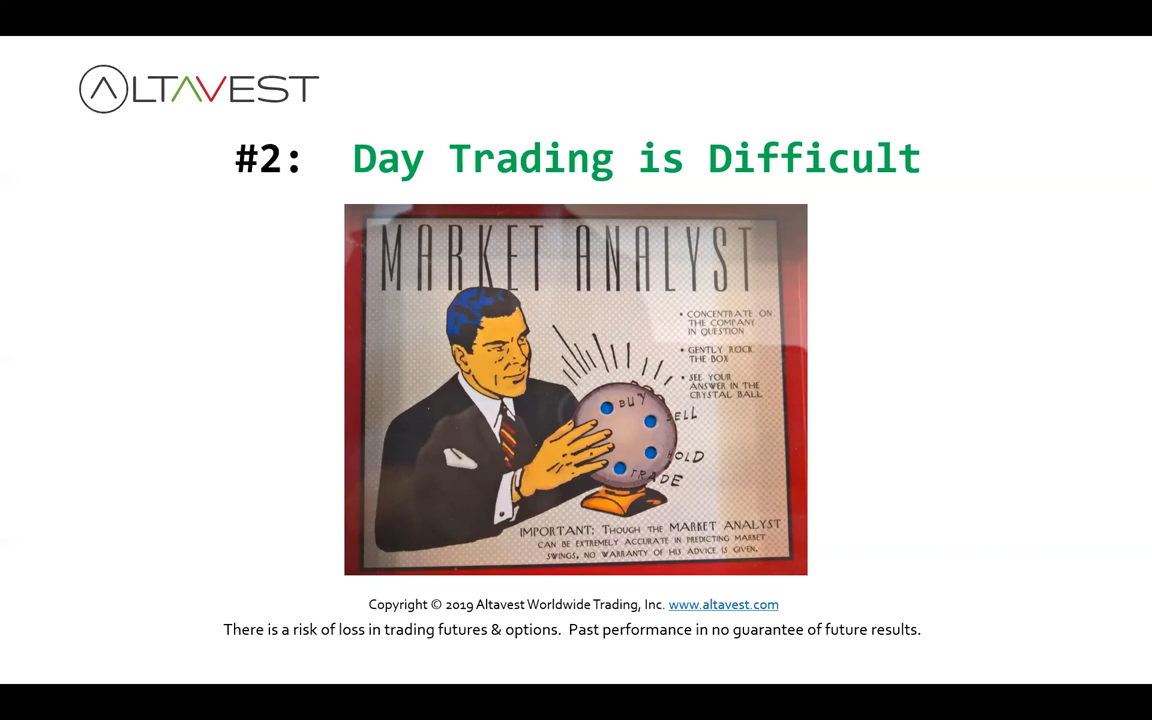 ALTAVEST
#2: Day Trading is Difficult
MARKET ANALYST
• CONCENTRATE ON
THE COMPANY
IN QUESTION
• GENTLY ROCK
THE BOX
• SEE YOUR
ANSWER IN THE
CRYSTAL BALL
BUY
SELL
HOLD
TRADE
IMPORTANT: THOUGH THE MARKET ANALYST
CAN BE EXTREMELY ACCURATE IN PREDICTING MARKET
SWINGS, NO WARRANTY OF HIS ADVICE IS GIVEN.
Copyright © 2019 Altavest Worldwide Trading, Inc. www.altavest.com
There is a risk of loss in trading futures & options. Past performance in no guarantee of future results.